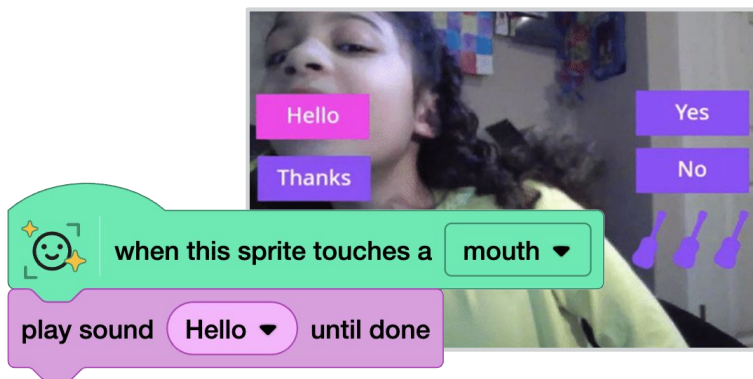 Hello
Yes
Thanks
No
when this sprite touches a mouth
play sound Hello until done